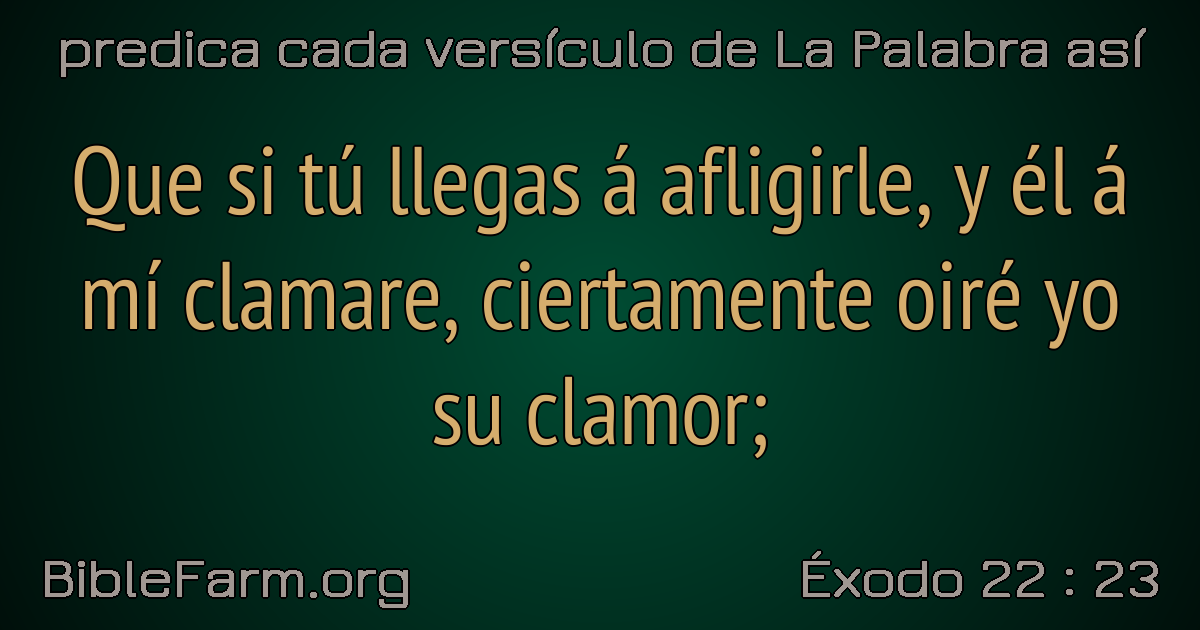 predica cada versículo de La Palabra así
Que si tú llegas á afligirle, y él á
mí clamare, ciertamente oiré yo
su clamor;
BibleFarm.org
Éxodo 22 : 23